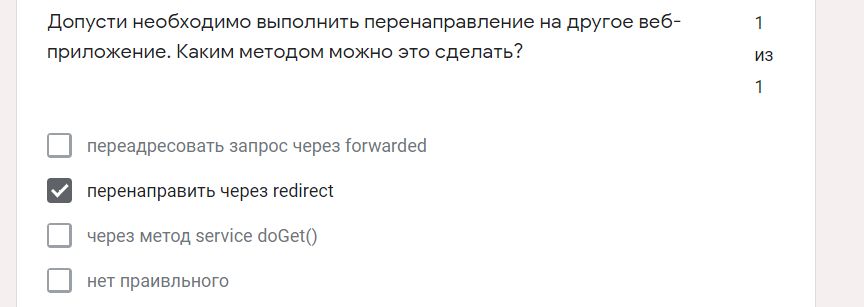 Допусти необходимо выполнить перенаправление на другое веб-
приложение. Каким методом можно это сделать?
1
из
1
переадресовать запрос через forwarded
перенаправить через redirect
через метод service doGet()
нет праивльного